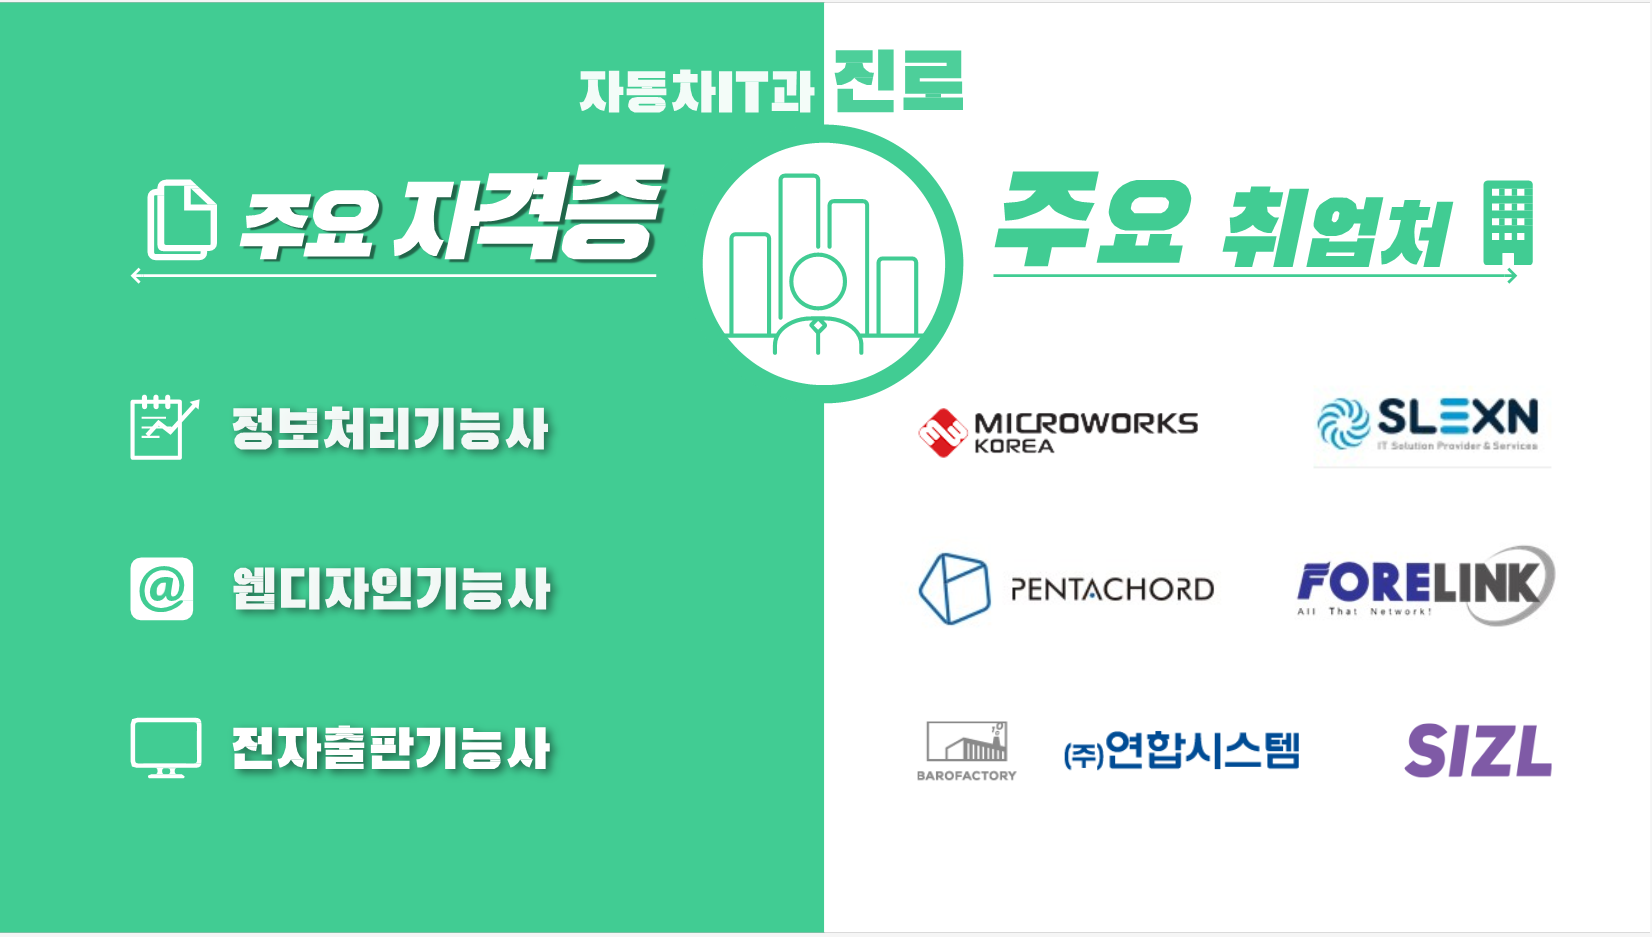 자동차IT과 진로
주요 자격증
정보처리기능사
@
웹디자인기능사
전자출판기능사
주요 취업처
MW
MICROWORKS
KOREA
SLEXN
IT Solution Provider & Services
PENTACHORD
FORELINK
All That Network!
BAROFACTORY
(주)연합시스템
SIZL